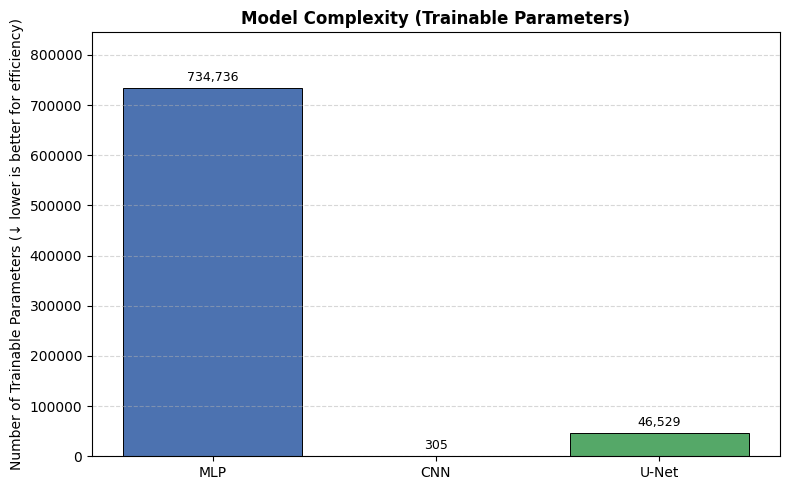 Model Complexity (Trainable Parameters)
Number of Trainable Parameters (↓ lower is better for efficiency)
800000
700000
600000
500000
400000
300000
200000
100000
0
734,736
305
46,529
MLP
CNN
U-Net